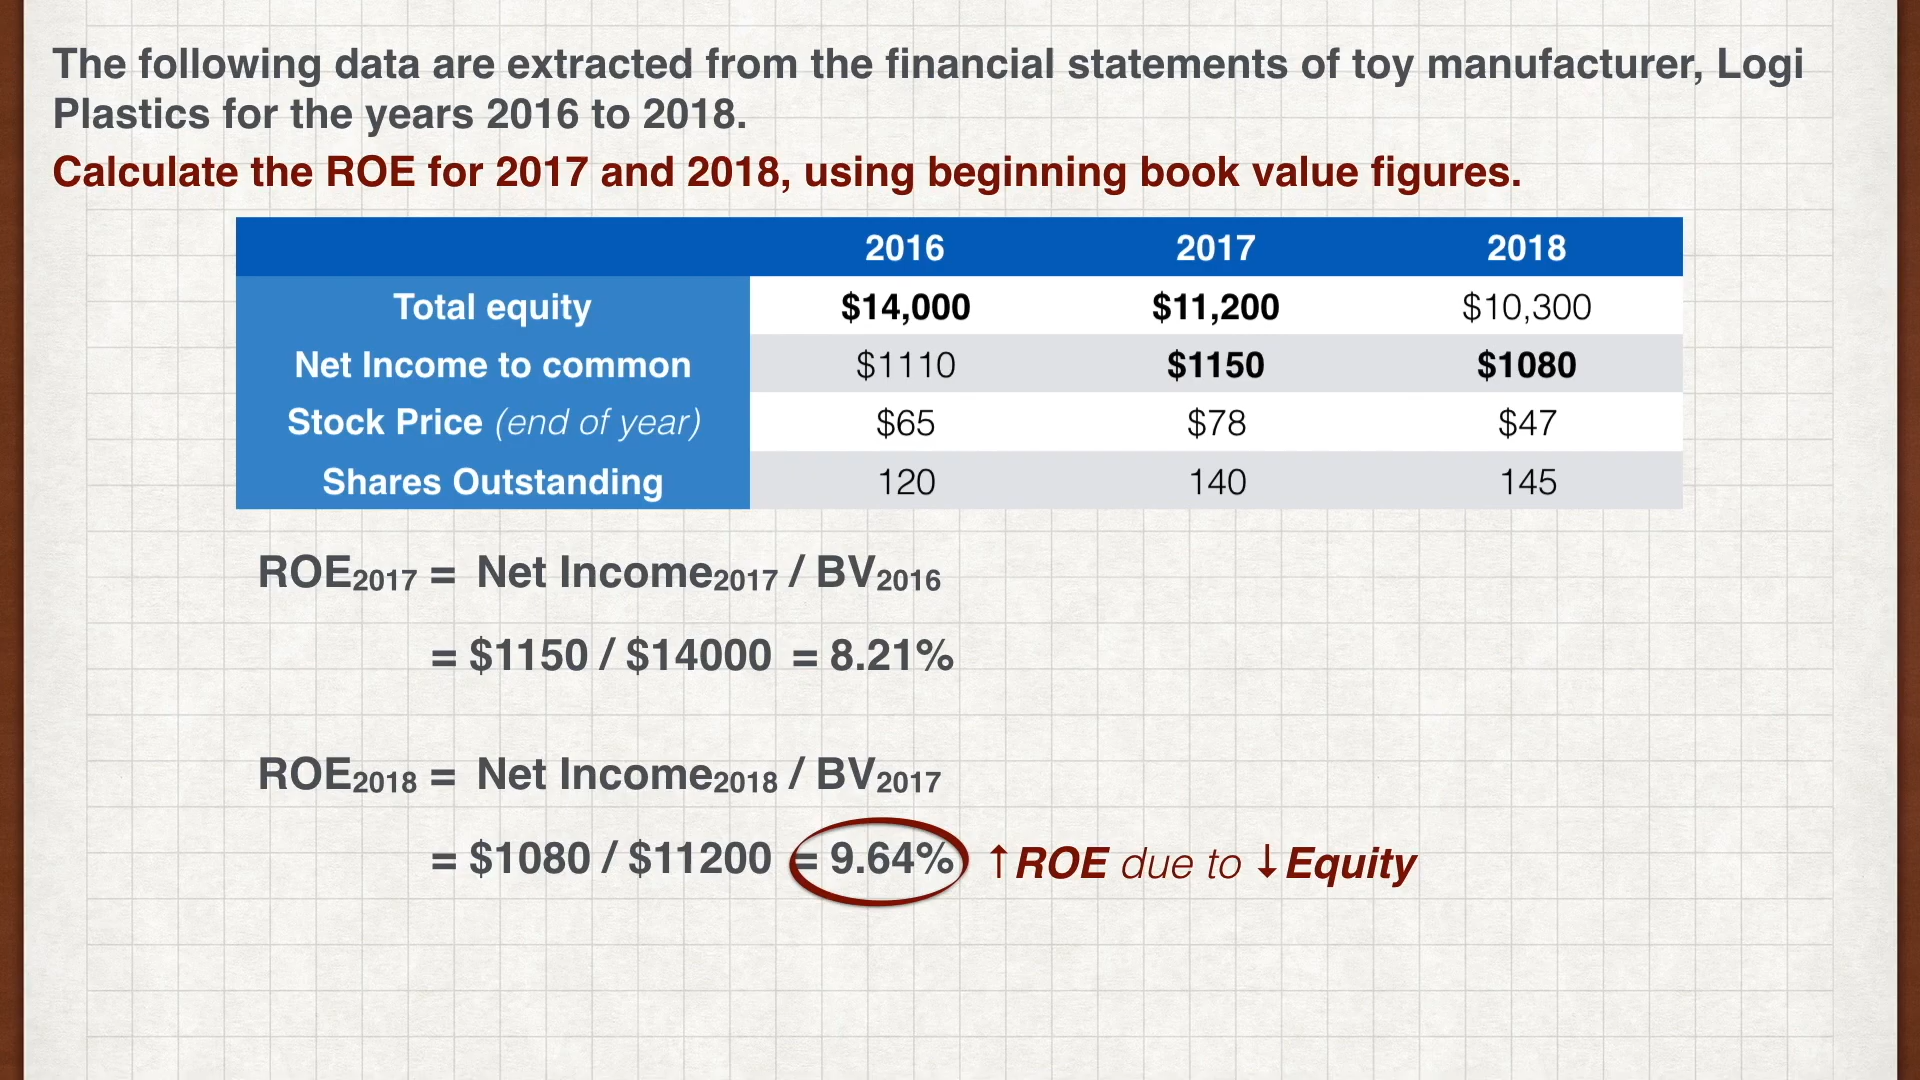 The following data are extracted from the financial statements of toy manufacturer, Logi
Plastics for the years 2016 to 2018.
Calculate the ROE for 2017 and 2018, using beginning book value figures.
2016 2017 2018
Total equity $14,000 $11,200 $10,300
Net Income to common $1110 $1150 $1080
Stock Price (end of year) $65 $78 $47
Shares Outstanding 120 140 145
ROE2017 = Net Income2017 / BV2016
= $1150 / $14000 = 8.21%
ROE2018 = Net Income2018 / BV2017
= $1080 / $11200 = 9.64% ↑ROE due to ↓Equity